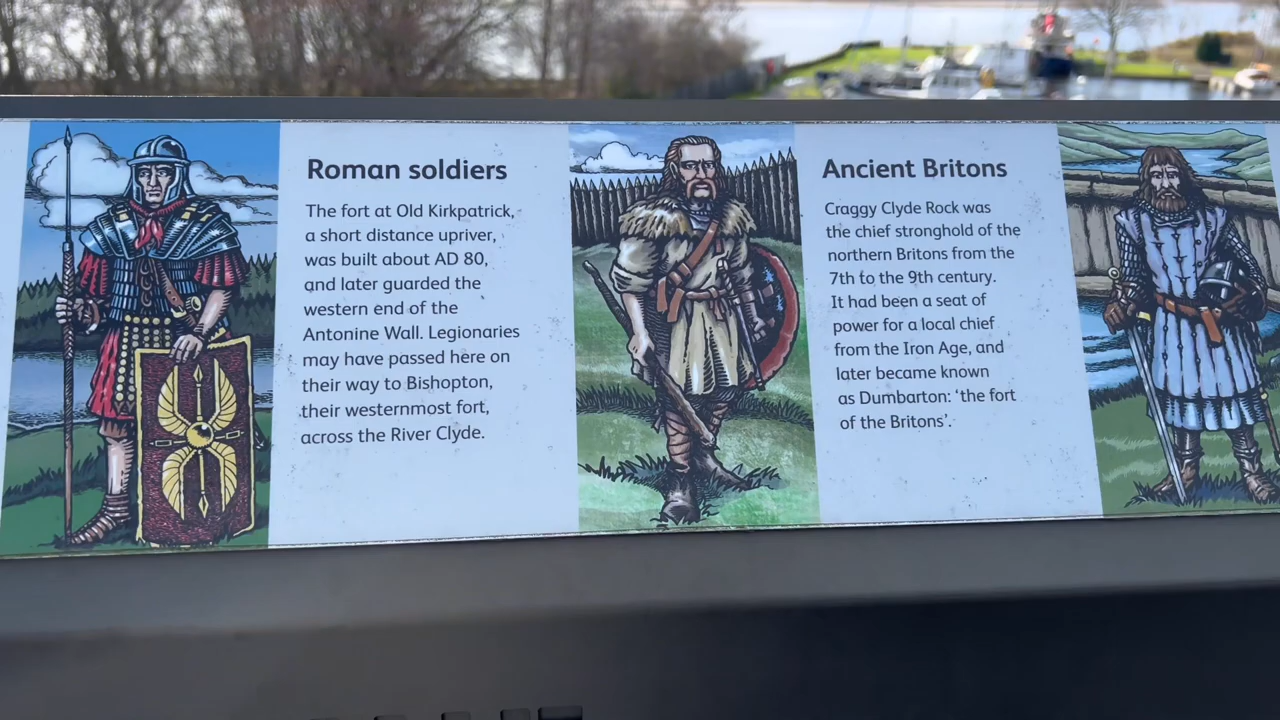 Roman soldiers
The fort at Old Kirkpatrick,
a short distance upriver,
was built about AD 80,
and later guarded the
western end of the
Antonine Wall. Legionaries
may have passed here on
their way to Bishopton,
their westernmost fort,
across the River Clyde.
Ancient Britons
Craggy Clyde Rock was
the chief stronghold of the
northern Britons from the
7th to the 9th century.
It had been a seat of
power for a local chief
from the Iron Age, and
later became known
as Dumbarton: ‘the fort
of the Britons’.